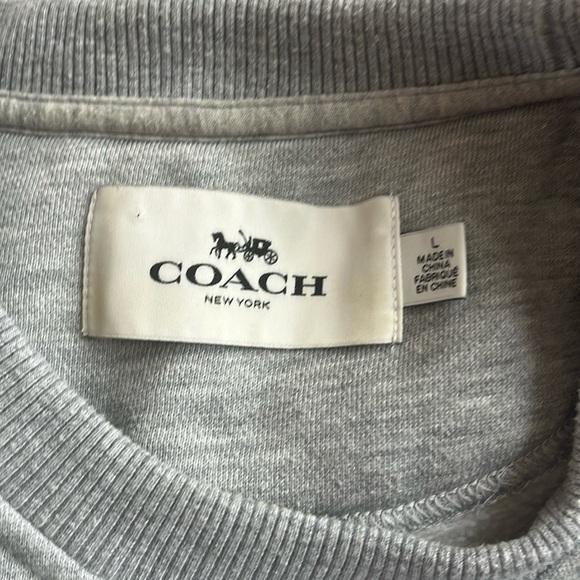 COACH
NEW YORK
L
MADE IN
CHINA
FABRIQUÉ
EN CHINE